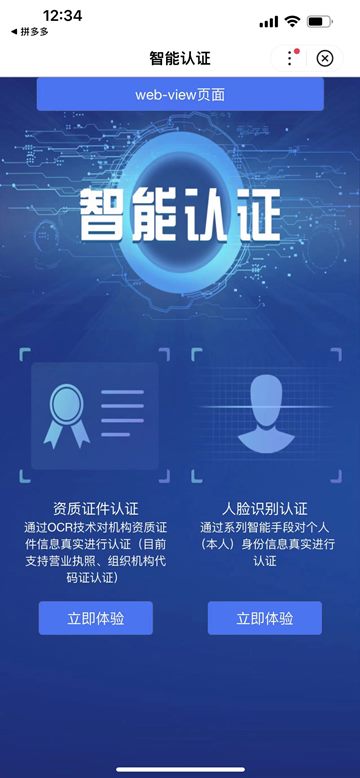 12:34
◀ 拼多多
智能认证
web-view页面
智能认证
资质证件认证
通过OCR技术对机构资质证
件信息真实进行认证（目前
支持营业执照、组织机构代
码证认证）
立即体验
人脸识别认证
通过系列智能手段对个人
（本人）身份信息真实进行
认证
立即体验